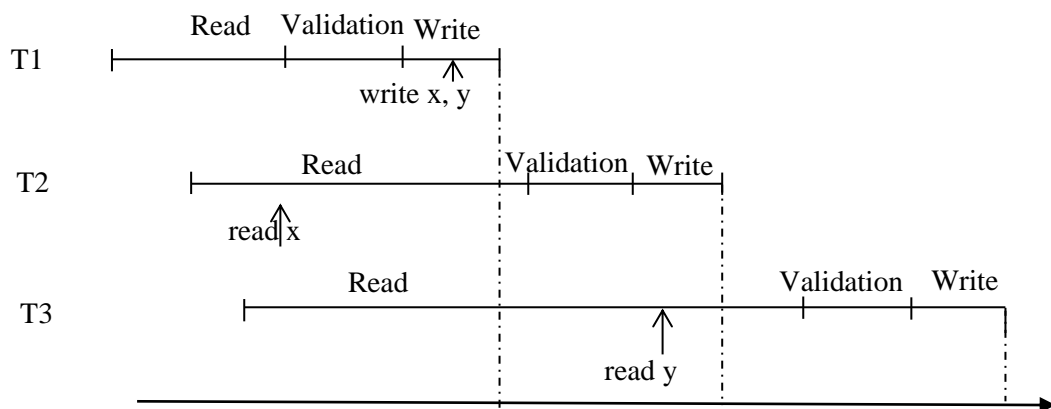 Read Validation Write
T1
write x, y
Read Validation Write
T2
read x
Read Validation Write
T3
read y